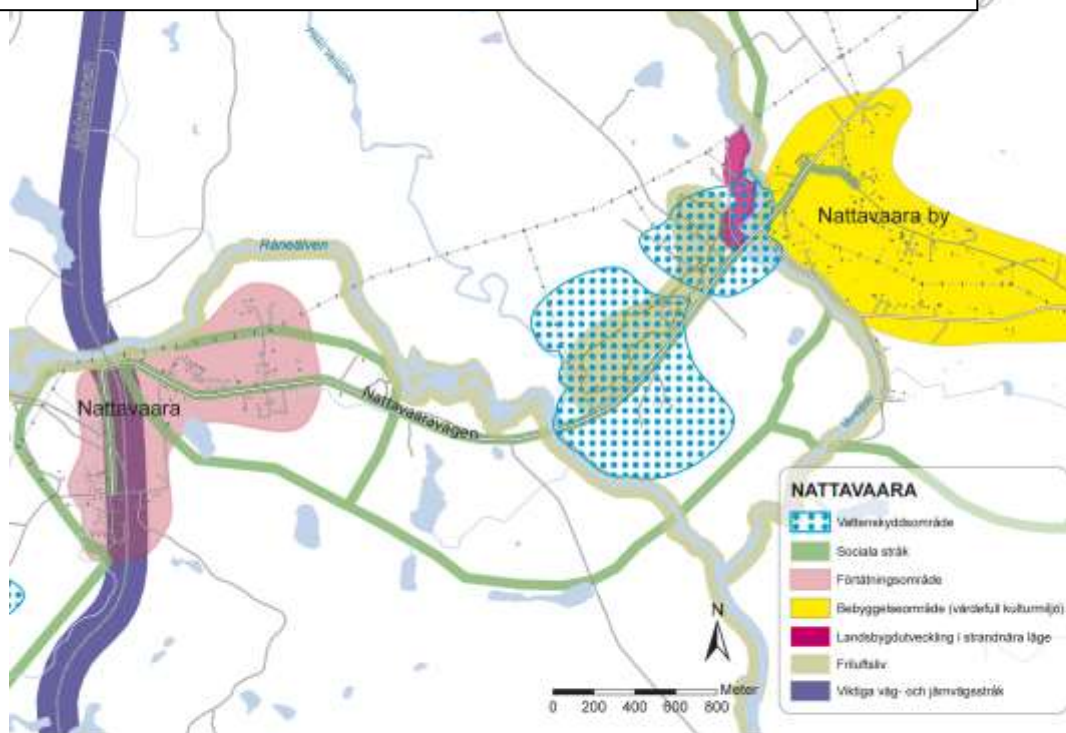 Råneälven
Nattavaara by
Nattavaara
Nattavaaravägen
NATTAVAARA
Vattenskyddsområde
Sociala stråk
Förtätningsområde
Bebyggelseområde (värdefull kulturmiljö)
Landsbygdutveckling i strandnära läge
Friluftsliv
Viktiga väg- och järnvägsstråk
N
Meter
0 200 400 600 800